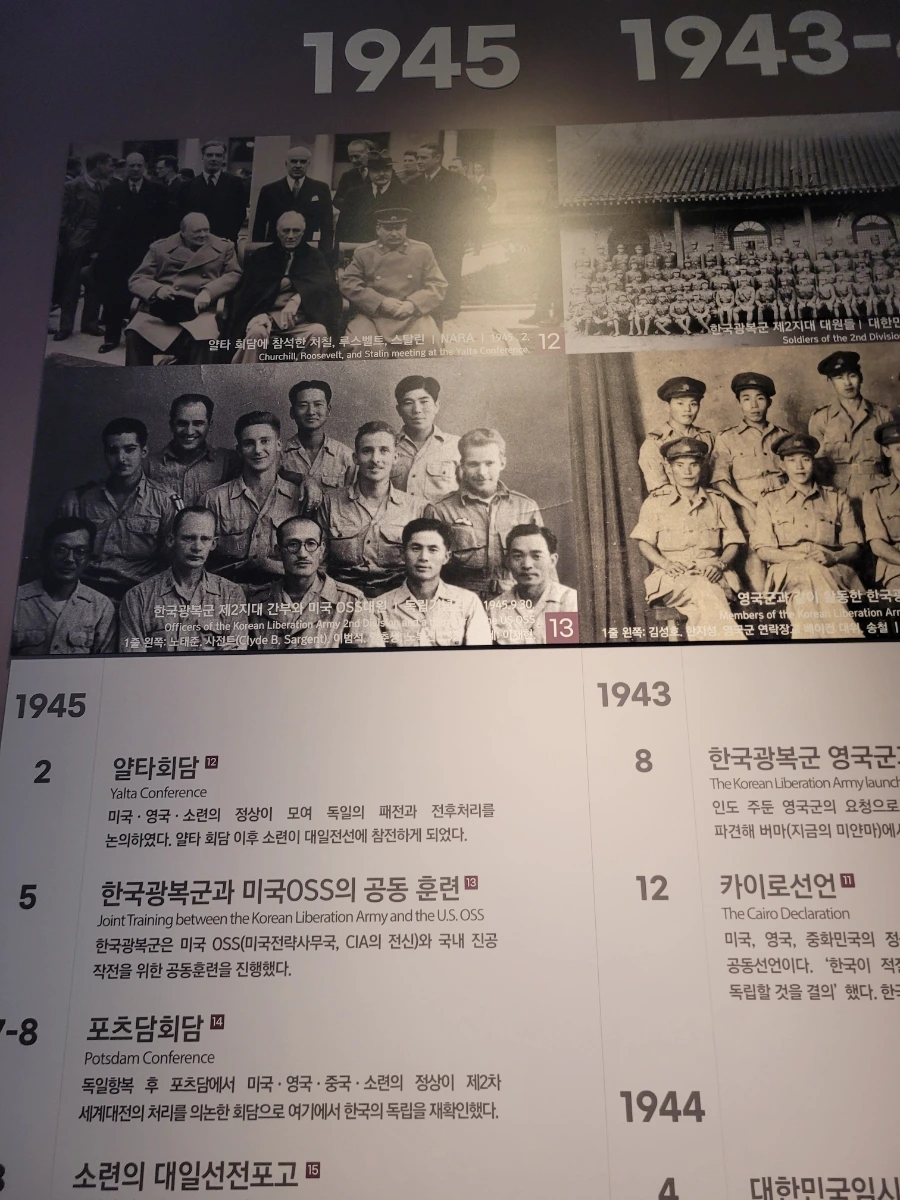 1945
1943-
얄타 회담에 참석한 처칠, 루스벨트, 스탈린 | NARA | 1945. 2.
Churchill, Roosevelt, and Stalin meeting at the Yalta Conference.
12
한국광복군 제2지대 대원들 | 대한민
Soldiers of the 2nd Division
한국광복군 제2지대 간부와 미국 OSS대원 | 1945.9.30.
Officers of the Korean Liberation Army 2nd Division and
1줄 왼쪽: 노태준, 사전트(Clyde B. Sargent), 이범석,
13
영국군과 같이 활동한 한국광
Members of the Korean Liberation Arm
1줄 왼쪽: 김성호, 한지성, 영국군 연락장교 베이컨 대위, 송철 |
1945
2
얄타회담 12
Yalta Conference
미국 · 영국 · 소련의 정상이 모여 독일의 패전과 전후처리를
논의하였다. 얄타 회담 이후 소련이 대일전선에 참전하게 되었다.
5
한국광복군과 미국OSS의 공동 훈련 13
Joint Training between the Korean Liberation Army and the U.S. OSS
한국광복군은 미국 OSS(미국전략사무국, CIA의 전신)와 국내 진공
작전을 위한 공동훈련을 진행했다.
7-8
포츠담회담 14
Potsdam Conference
독일항복 후 포츠담에서 미국 · 영국 · 중국 · 소련의 정상이 제2차
세계대전의 처리를 의논한 회담으로 여기에서 한국의 독립을 재확인했다.
소련의 대일선전포고 15
1943
8
한국광복군 영국군
The Korean Liberation Army launch
인도 주둔 영국군의 요청으로
파견해 버마(지금의 미얀마)에
12
카이로선언 11
The Cairo Declaration
미국, 영국, 중화민국의 정
공동선언이다. '한국이 적절
독립할 것을 결의' 했다. 한국
1944
4
대한민국임시